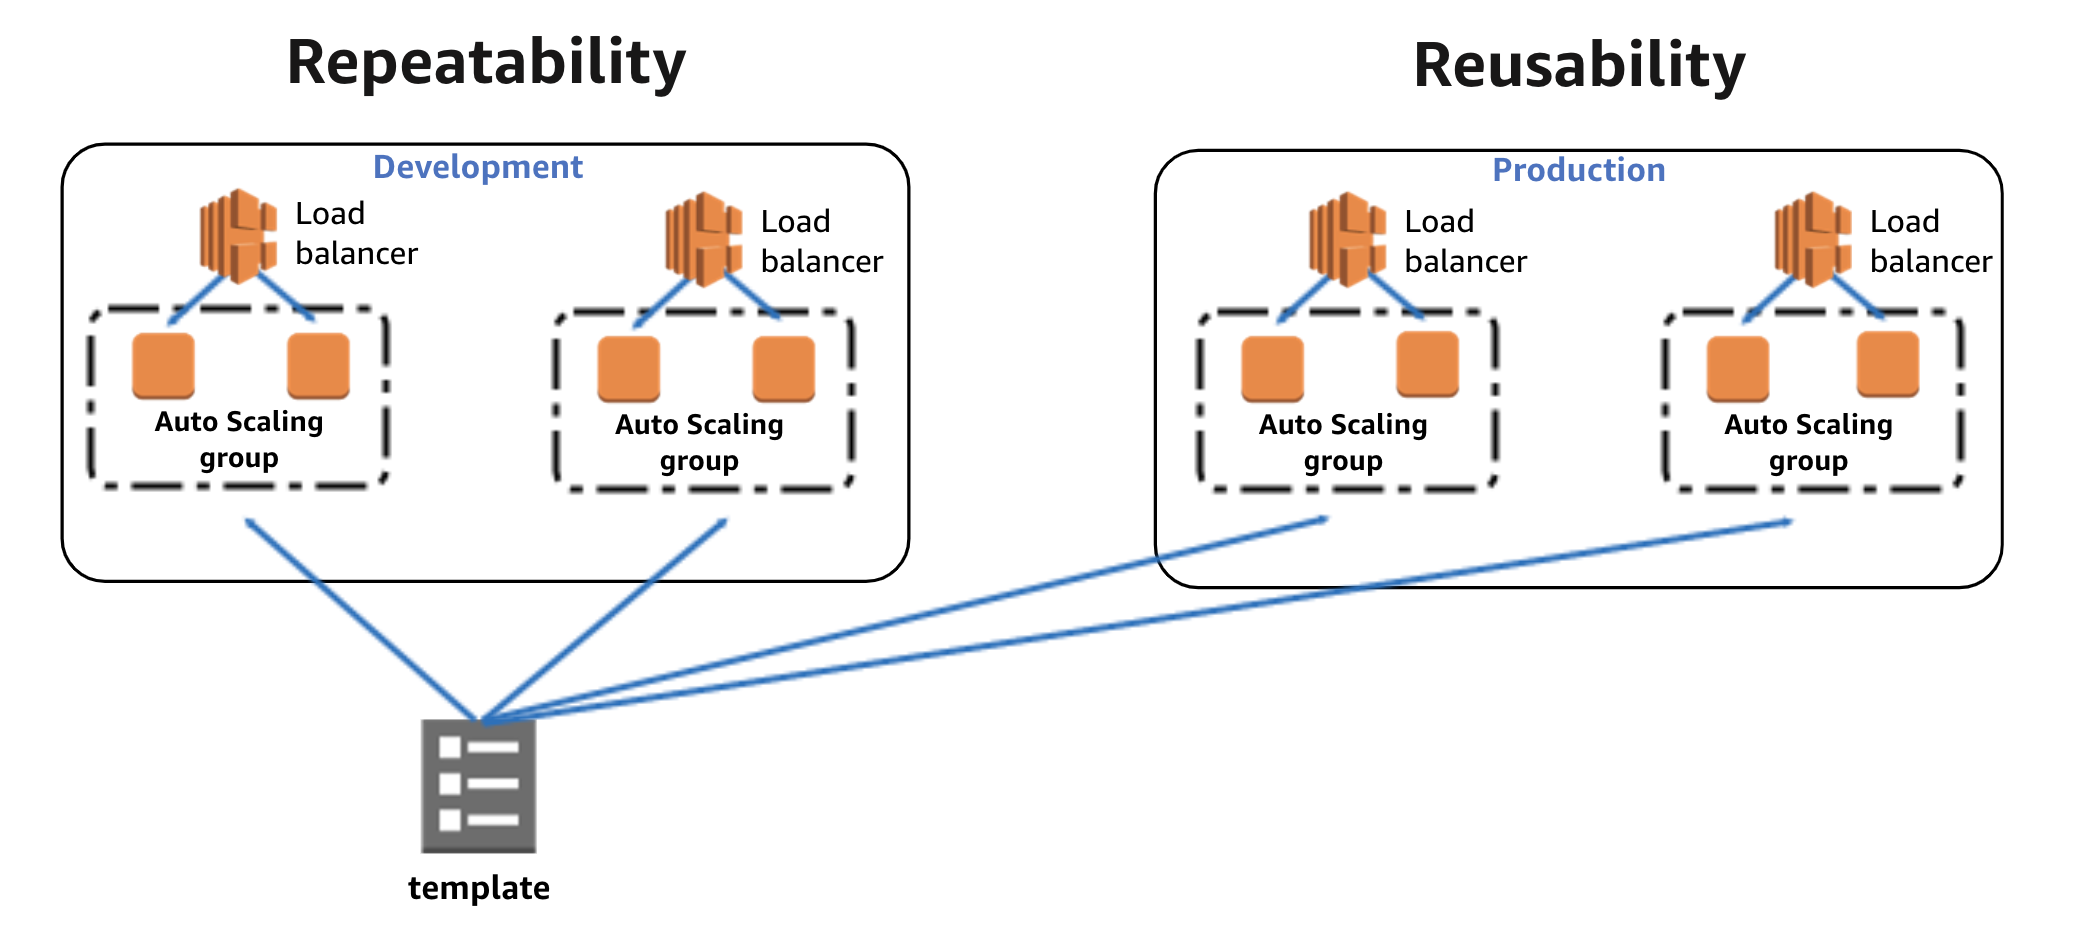 Repeatability
Reusability
Development
Load
balancer
Load
balancer
Auto Scaling
group
Auto Scaling
group
Production
Load
balancer
Load
balancer
Auto Scaling
group
Auto Scaling
group
template